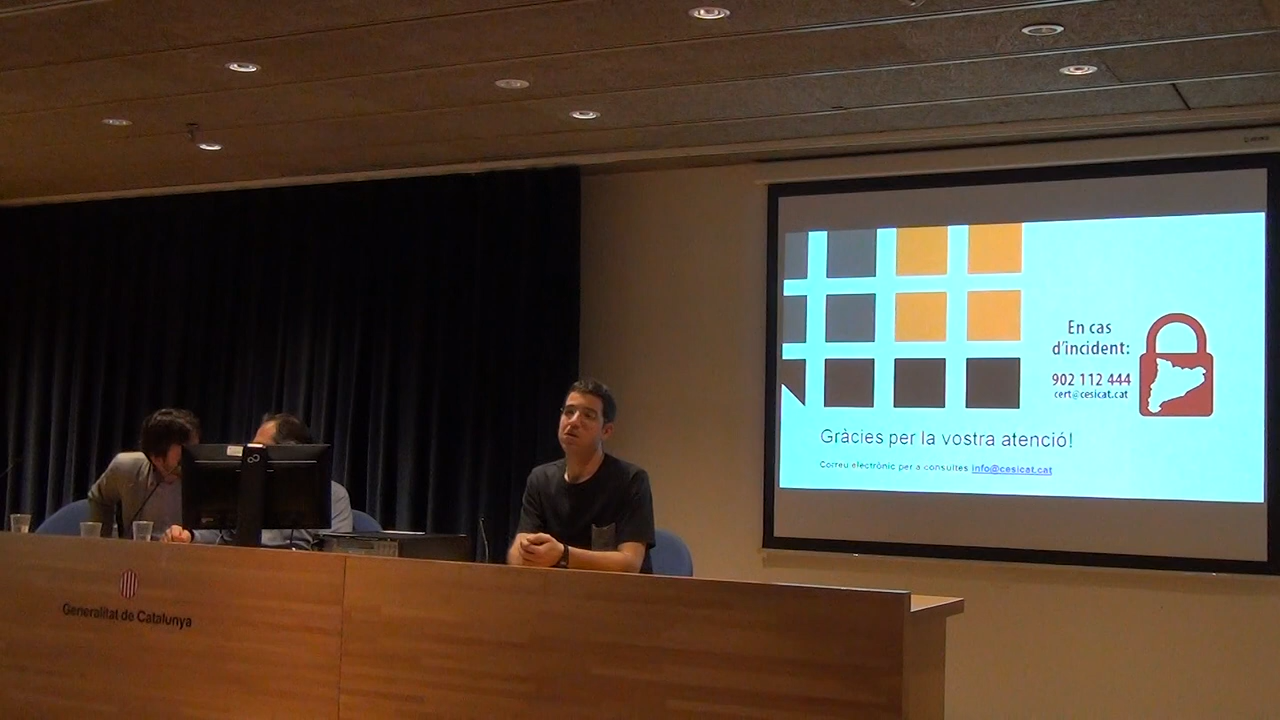 En cas
d'incident:
902 112 444
cert@cesicat.cat
Gràcies per la vostra atenció!
Correu electrònic per a consultes info@cesicat.cat
Generalitat de Catalunya